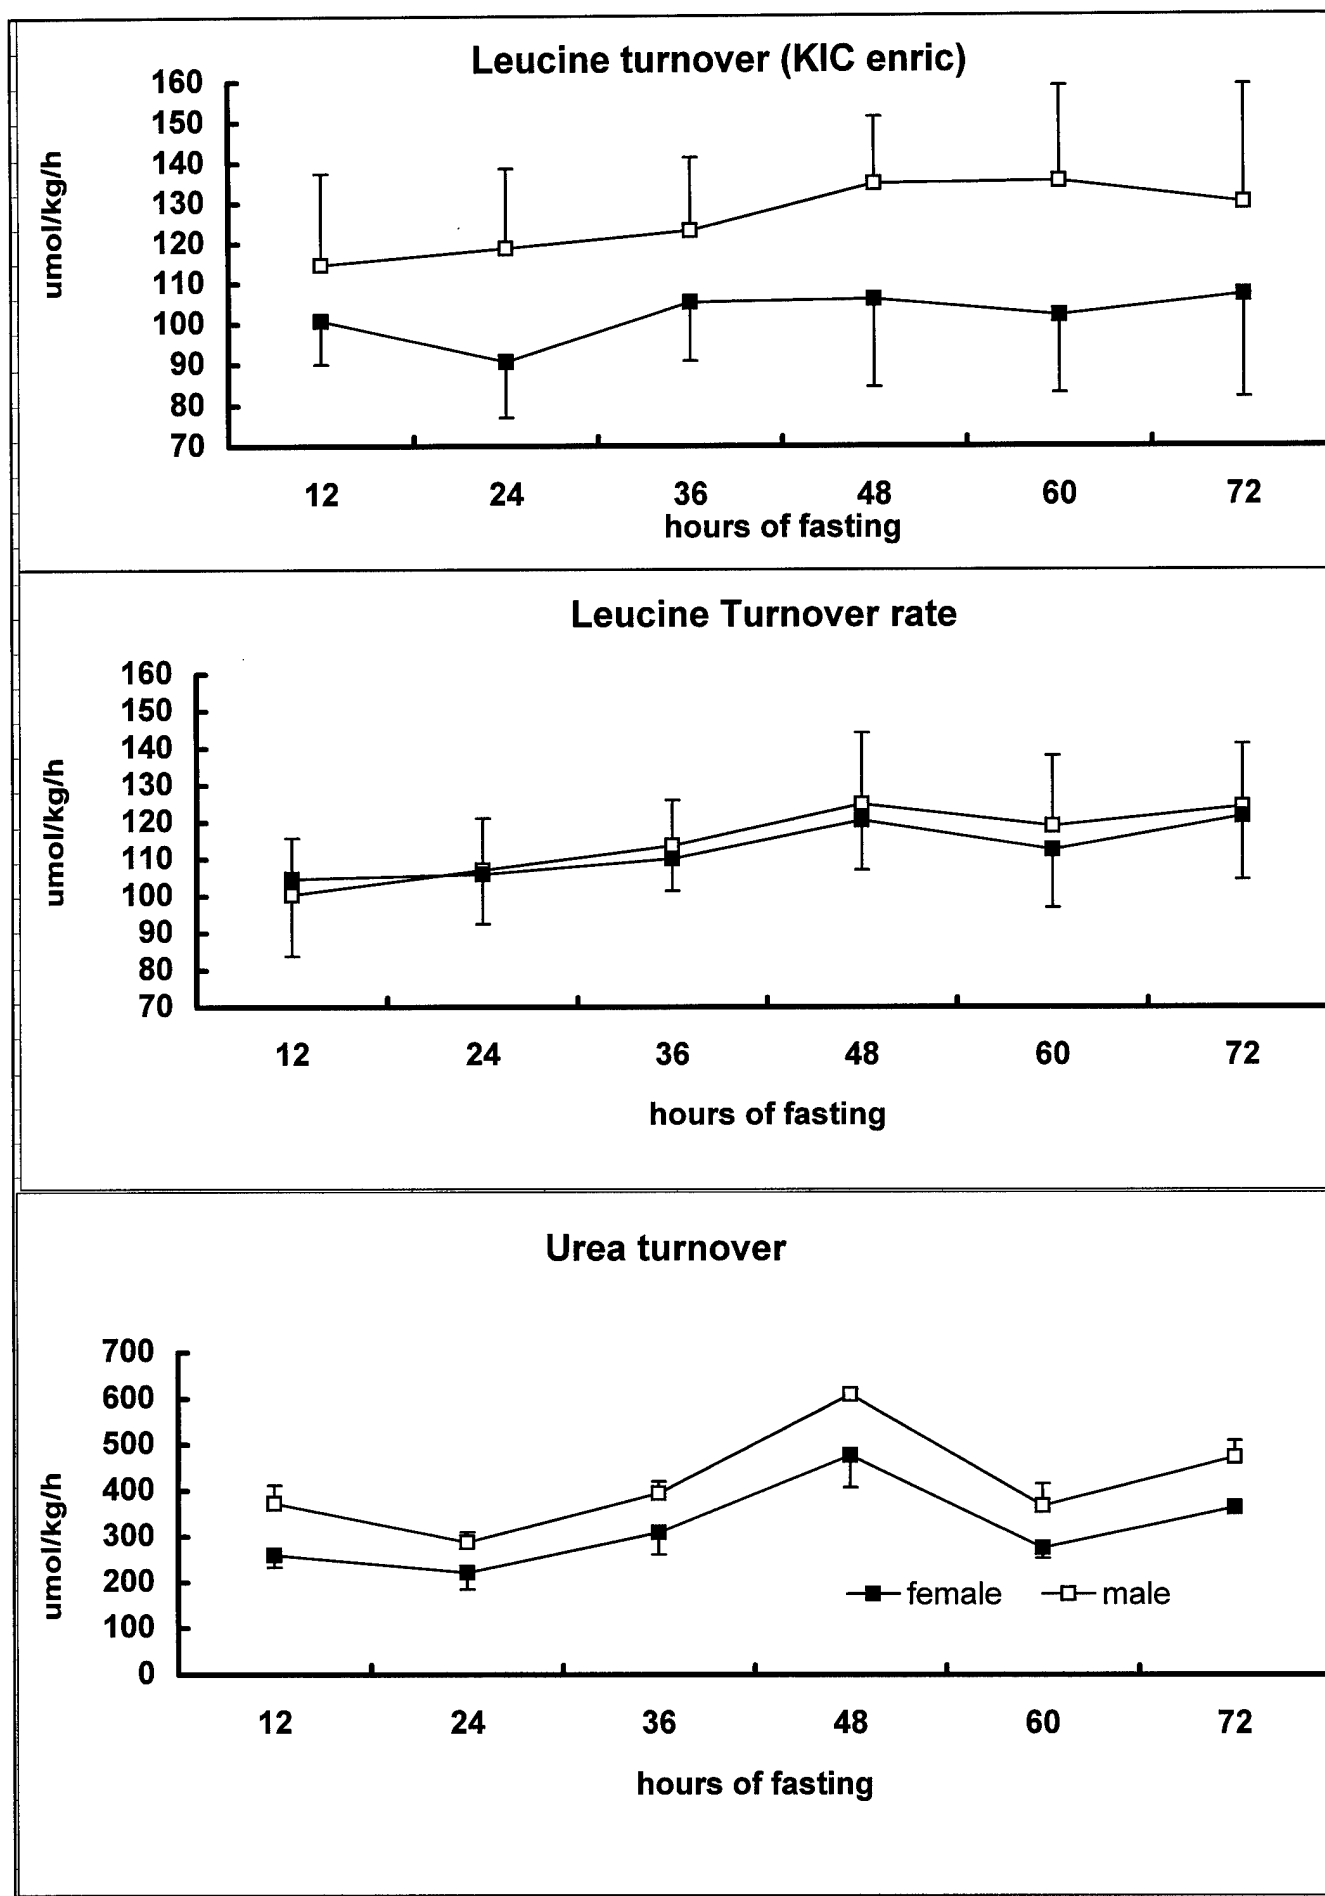 Leucine turnover (KIC enric)
160
150
140
130
120
110
100
90
80
70
umol/kg/h
12 24 36 48 60 72
hours of fasting
Leucine Turnover rate
160
150
140
130
120
110
100
90
80
70
umol/kg/h
12 24 36 48 60 72
hours of fasting
Urea turnover
700
600
500
400
300
200
100
0
umol/kg/h
female male
12 24 36 48 60 72
hours of fasting